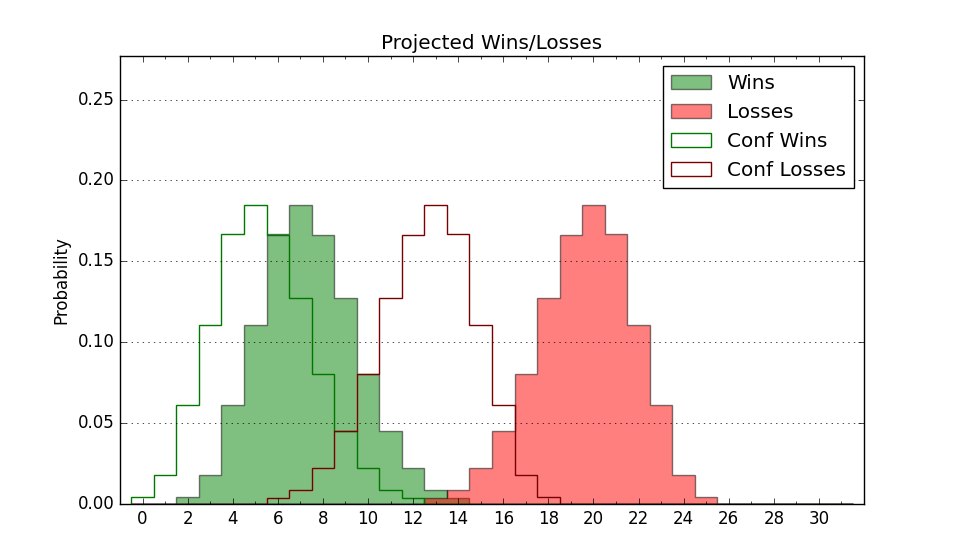 Projected Wins/Losses
Wins
Losses
Conf Wins
Conf Losses
Probability
0.25
0.20
0.15
0.10
0.05
0.00
0 2 4 6 8 10 12 14 16 18 20 22 24 26 28 30